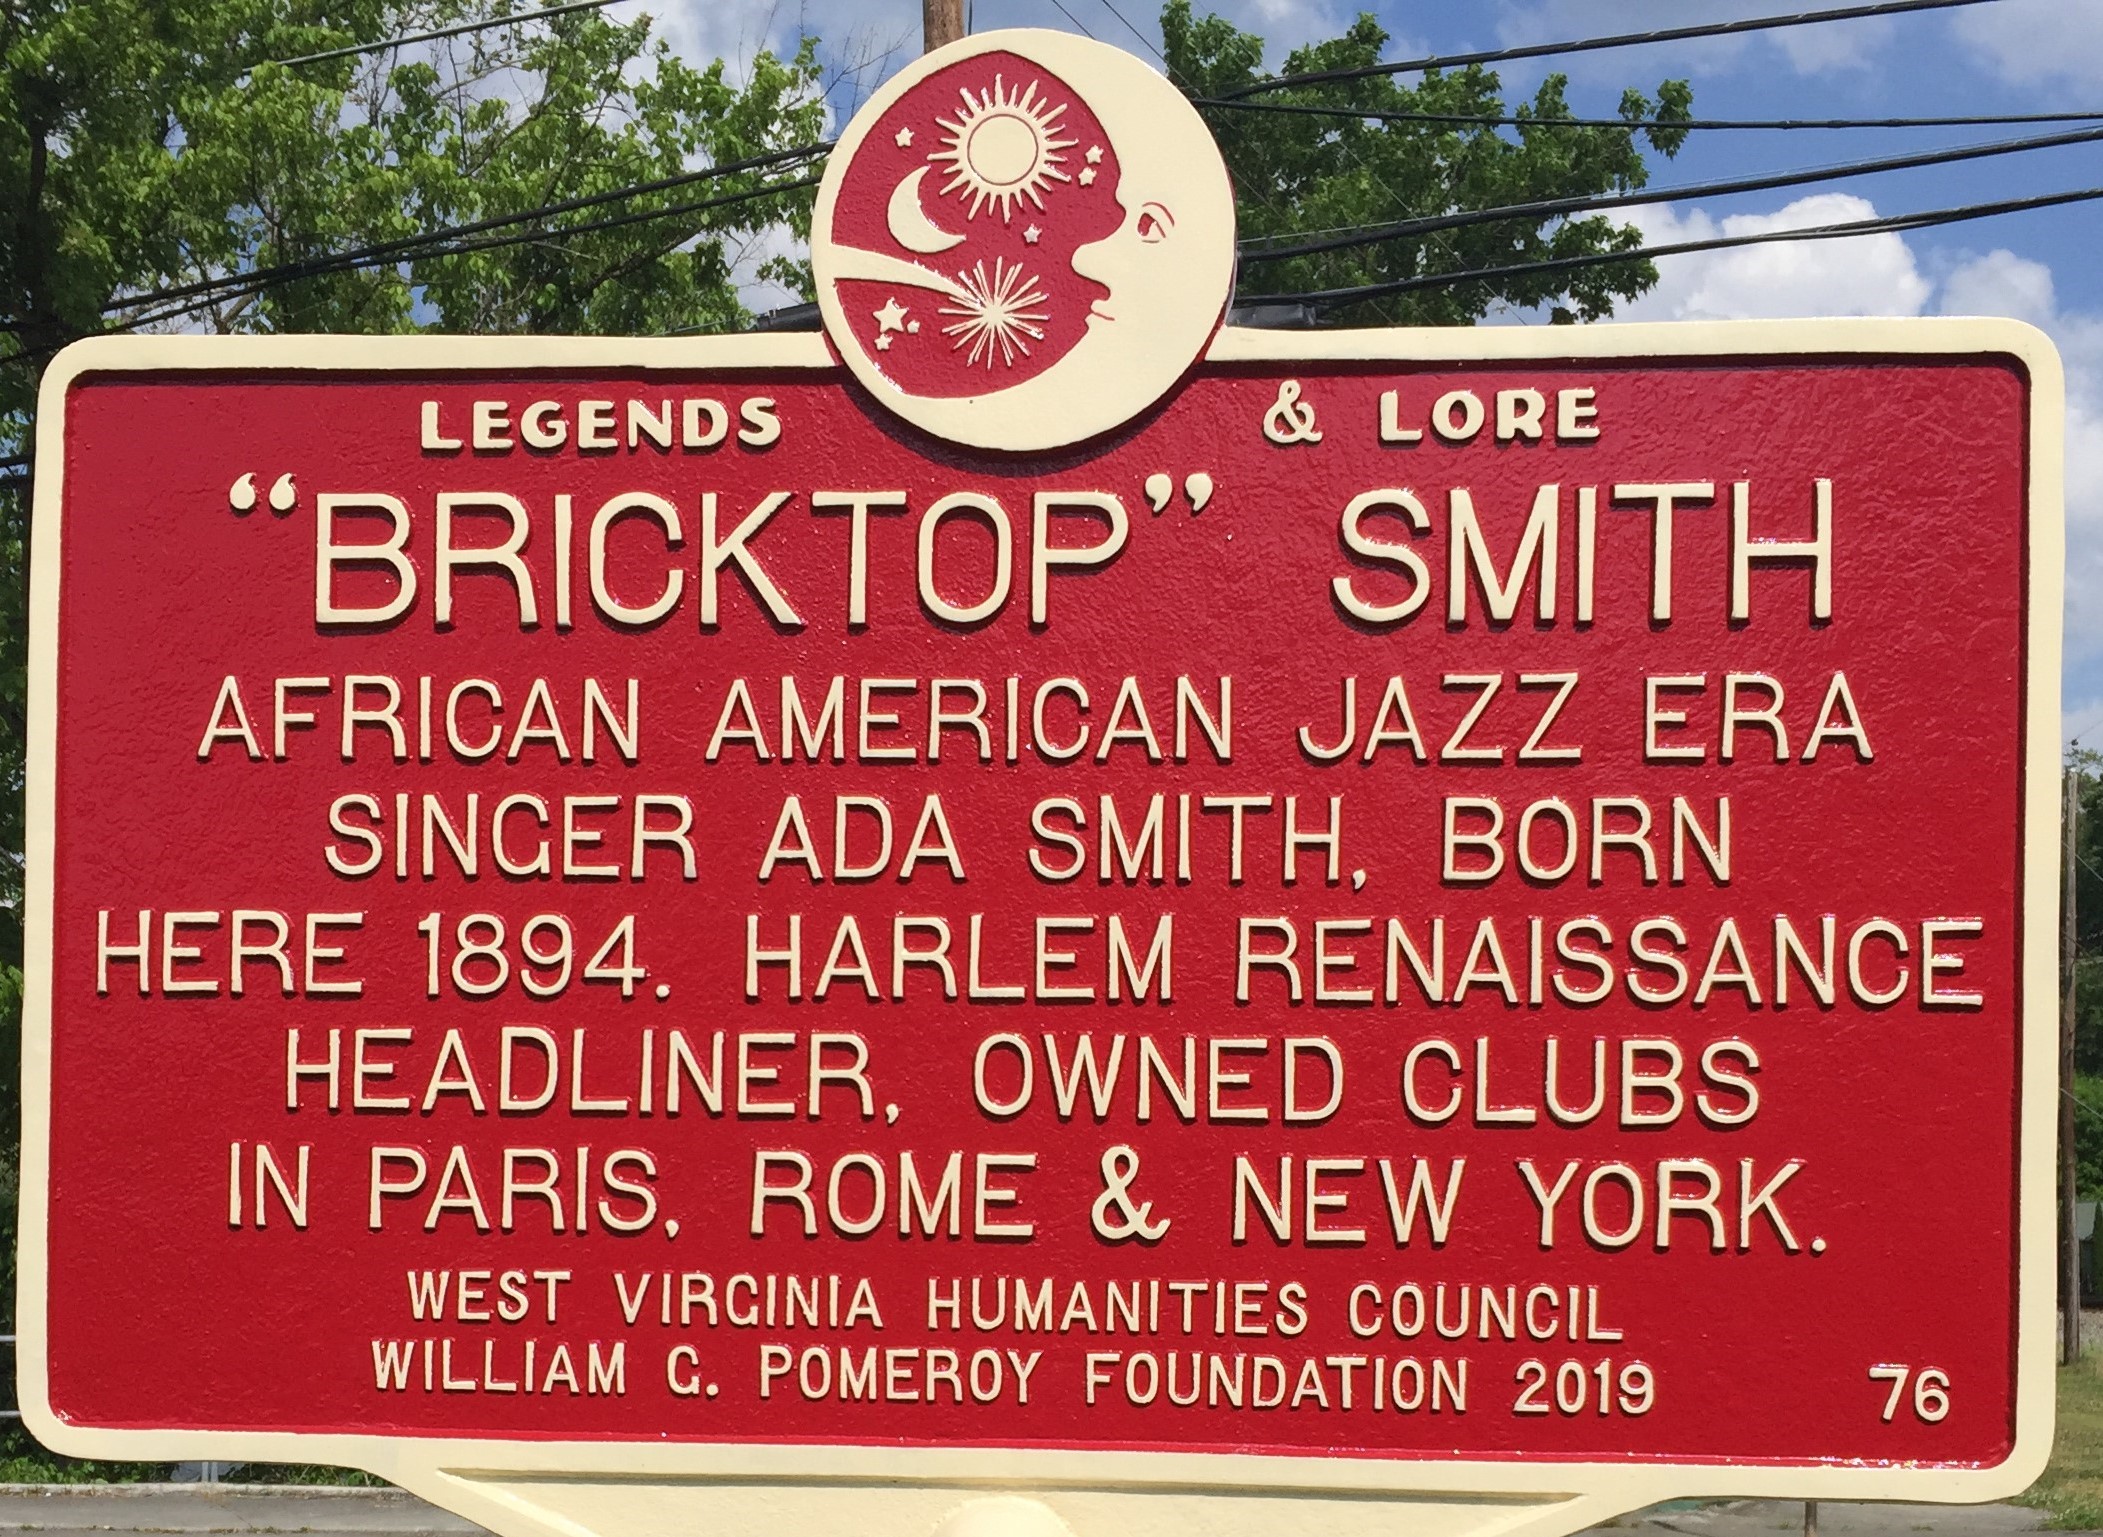 LEGENDS & LORE
“BRICKTOP” SMITH
AFRICAN AMERICAN JAZZ ERA
SINGER ADA SMITH, BORN
HERE 1894. HARLEM RENAISSANCE
HEADLINER, OWNED CLUBS
IN PARIS, ROME & NEW YORK.
WEST VIRGINIA HUMANITIES COUNCIL
WILLIAM G. POMEROY FOUNDATION 2019 76